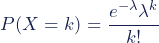 P(X = k) = \frac{e^{-\lambda}\lambda^{k}}{k!}